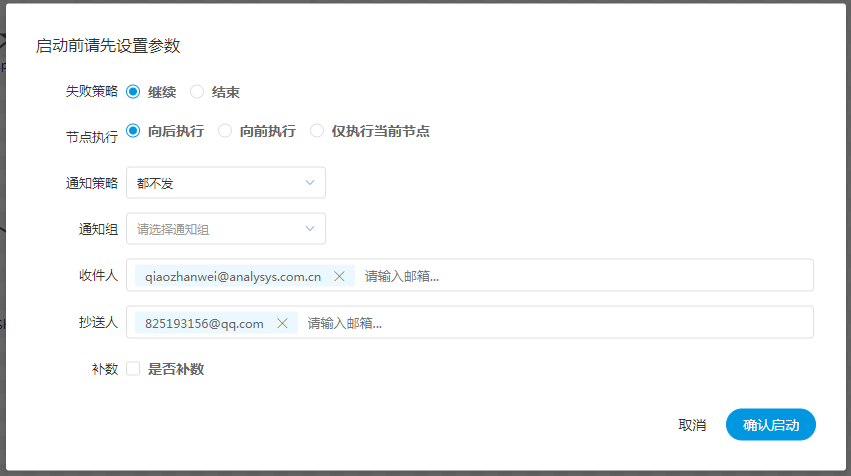 启动前请先设置参数
失败策略 继续 结束
节点执行 向后执行 向前执行 仅执行当前节点
通知策略 都不发
通知组 请选择通知组
收件人 qiaozhanwei@analysys.com.cn 请输入邮箱...
抄送人 825193156@qq.com 请输入邮箱...
补数 是否补数
取消 确认启动